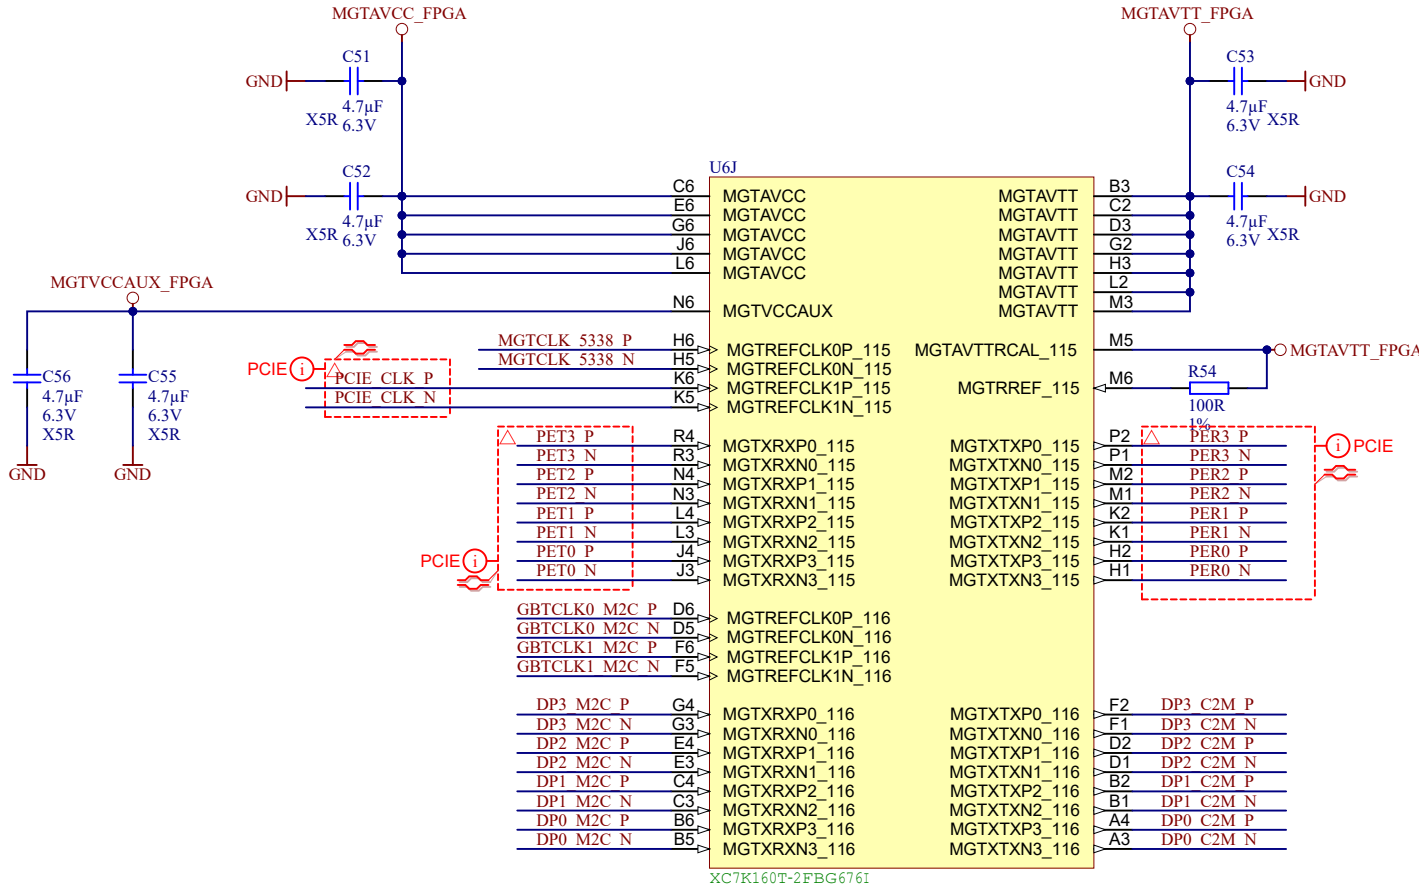 MGTAVCC_FPGA
MGTAVTT_FPGA
C51
GND
4.7µF
X5R 6.3V
C53
GND
4.7µF
6.3V X5R
C52
GND
4.7µF
X5R 6.3V
C54
GND
4.7µF
6.3V X5R
U6J
C6 MGTAVCC MGTAVTT B3
E6 MGTAVCC MGTAVTT C2
G6 MGTAVCC MGTAVTT D3
J6 MGTAVCC MGTAVTT G2
L6 MGTAVCC MGTAVTT H3
MGTAVTT L2
MGTVCCAUX_FPGA
N6 MGTVCCAUX MGTAVTT M3
MGTCLK_5338_P H6 MGTREFCLK0P_115 MGTAVTTRCAL_115 M5 MGTAVTT_FPGA
MGTCLK_5338_N H5 MGTREFCLK0N_115
PCIE i PCIE_CLK_P K6 MGTREFCLK1P_115 MGTRREF_115 M6 R54
PCIE_CLK_N K5 MGTREFCLK1N_115
100R
1%
C56
4.7µF
6.3V
X5R
GND
C55
4.7µF
6.3V
X5R
GND
PET3_P R4 MGTXRXP0_115 MGTXTXP0_115 P2 PER3_P
PET3_N R3 MGTXRXN0_115 MGTXTXN0_115 P1 PER3_N
i PCIE
PET2_P N4 MGTXRXP1_115 MGTXTXP1_115 M2 PER2_P
PET2_N N3 MGTXRXN1_115 MGTXTXN1_115 M1 PER2_N
PET1_P L4 MGTXRXP2_115 MGTXTXP2_115 K2 PER1_P
PET1_N L3 MGTXRXN2_115 MGTXTXN2_115 K1 PER1_N
PCIE i
PET0_P J4 MGTXRXP3_115 MGTXTXP3_115 H2 PER0_P
PET0_N J3 MGTXRXN3_115 MGTXTXN3_115 H1 PER0_N
GBTCLK0_M2C_P D6 MGTREFCLK0P_116
GBTCLK0_M2C_N D5 MGTREFCLK0N_116
GBTCLK1_M2C_P F6 MGTREFCLK1P_116
GBTCLK1_M2C_N F5 MGTREFCLK1N_116
DP3_M2C_P G4 MGTXRXP0_116 MGTXTXP0_116 F2 DP3_C2M_P
DP3_M2C_N G3 MGTXRXN0_116 MGTXTXN0_116 F1 DP3_C2M_N
DP2_M2C_P E4 MGTXRXP1_116 MGTXTXP1_116 D2 DP2_C2M_P
DP2_M2C_N E3 MGTXRXN1_116 MGTXTXN1_116 D1 DP2_C2M_N
DP1_M2C_P C4 MGTXRXP2_116 MGTXTXP2_116 B2 DP1_C2M_P
DP1_M2C_N C3 MGTXRXN2_116 MGTXTXN2_116 B1 DP1_C2M_N
DP0_M2C_P B6 MGTXRXP3_116 MGTXTXP3_116 A4 DP0_C2M_P
DP0_M2C_N B5 MGTXRXN3_116 MGTXTXN3_116 A3 DP0_C2M_N
XC7K160T-2FBG676I